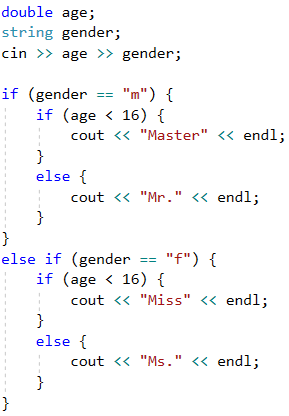 double age;
string gender;
cin >> age >> gender;

if (gender == "m") {
    if (age < 16) {
        cout << "Master" << endl;
    }
    else {
        cout << "Mr." << endl;
    }
}
else if (gender == "f") {
    if (age < 16) {
        cout << "Miss" << endl;
    }
    else {
        cout << "Ms." << endl;
    }
}